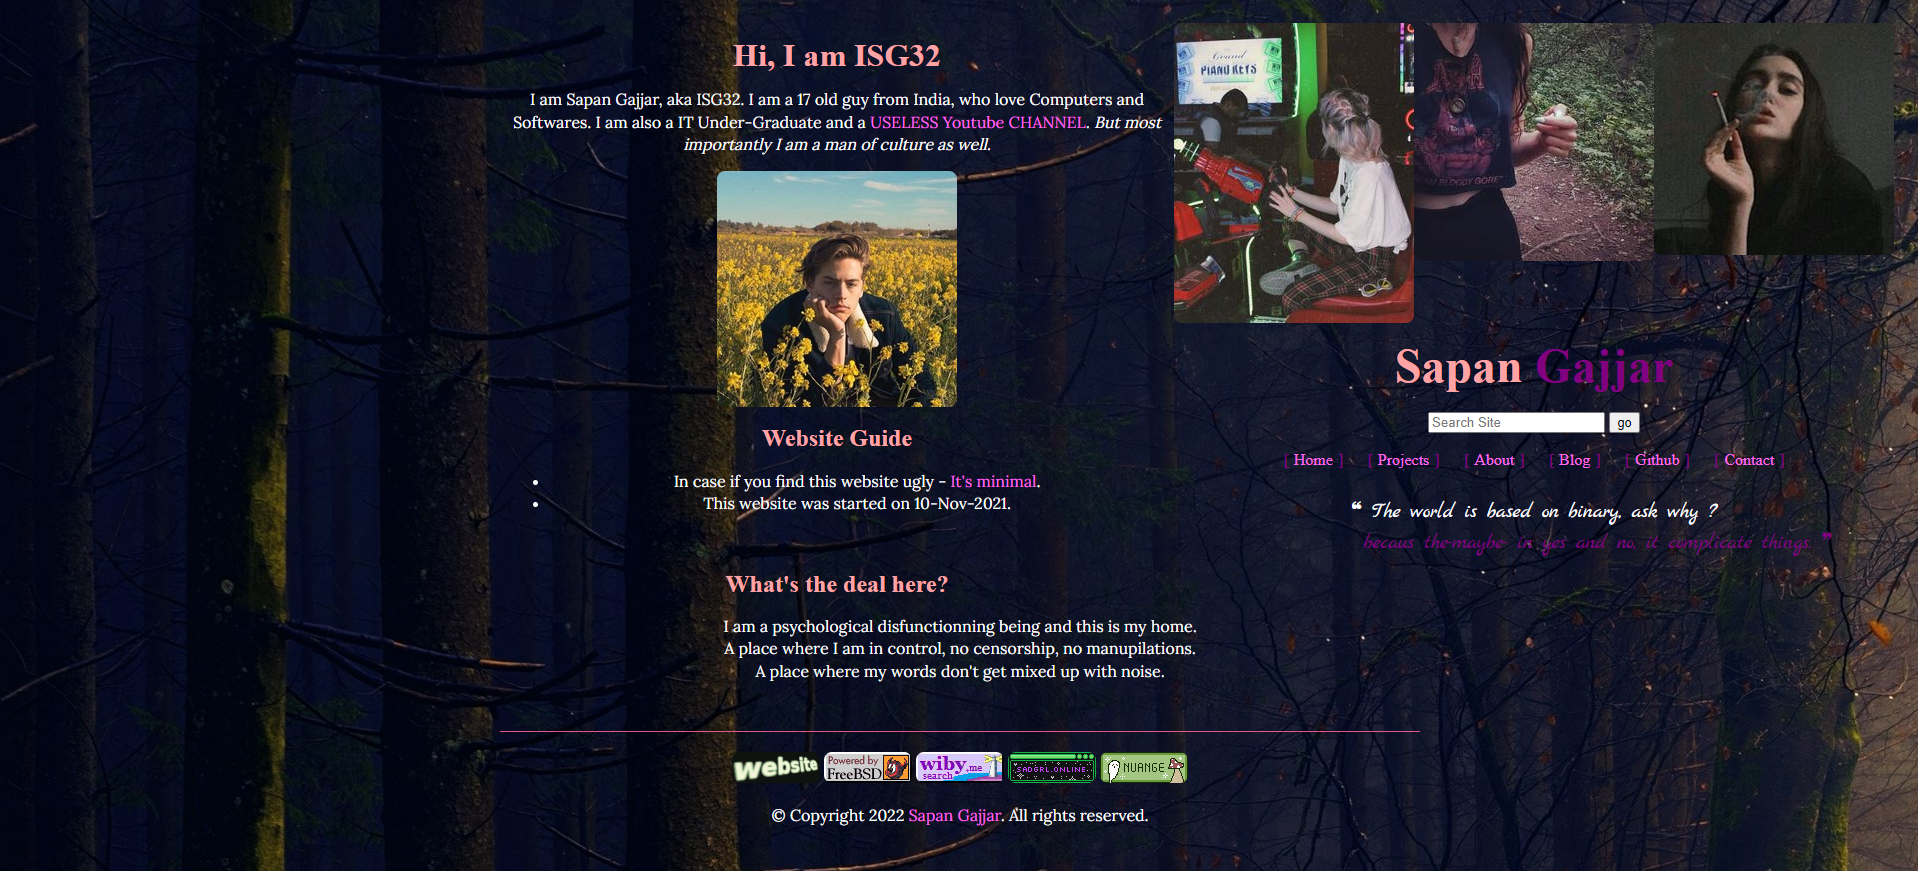 Hi, I am ISG32
I am Sapan Gajjar, aka ISG32. I am a 17 old guy from India, who love Computers and
Softwares. I am also a IT Under-Graduate and a USELESS Youtube CHANNEL. But most
importantly I am a man of culture as well.
Website Guide
In case if you find this website ugly - It's minimal.
This website was started on 10-Nov-2021.
What's the deal here?
I am a psychological disfunctionning being and this is my home.
A place where I am in control, no censorship, no manupilations.
A place where my words don't get mixed up with noise.
Grand
PIANO KEYS
AM BLOODY GORE
Sapan Gajjar
Search Site go
[ Home ] [ Projects ] [ About ] [ Blog ] [ Github ] [ Contact ]
❝ The world is based on binary, ask why ?
becaus the maybe in yes and no, it complicate things ❞
website
Powered by
FreeBSD
wiby.me
search
SADGRL.ONLINE
NUANGE
© Copyright 2022 Sapan Gajjar. All rights reserved.